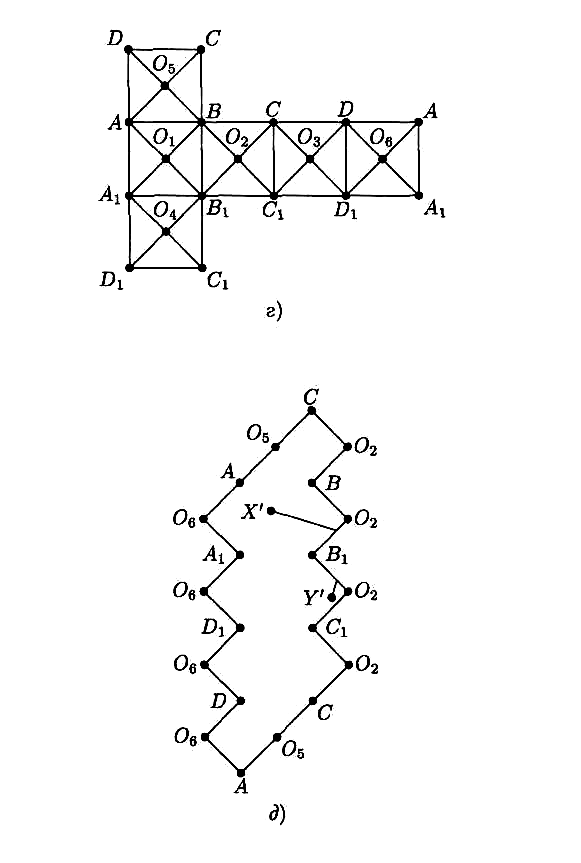 D C
O₅
A B C D A
O₁ O₂ O₃ O₆
A₁ B₁ C₁ D₁ A₁
O₄
D₁ C₁
г)
C
O₅ O₂
A B
O₆ X′ O₂
A₁ B₁
O₆ Y′ O₂
D₁ C₁
O₆ O₂
D C
O₆ O₅
A
д)